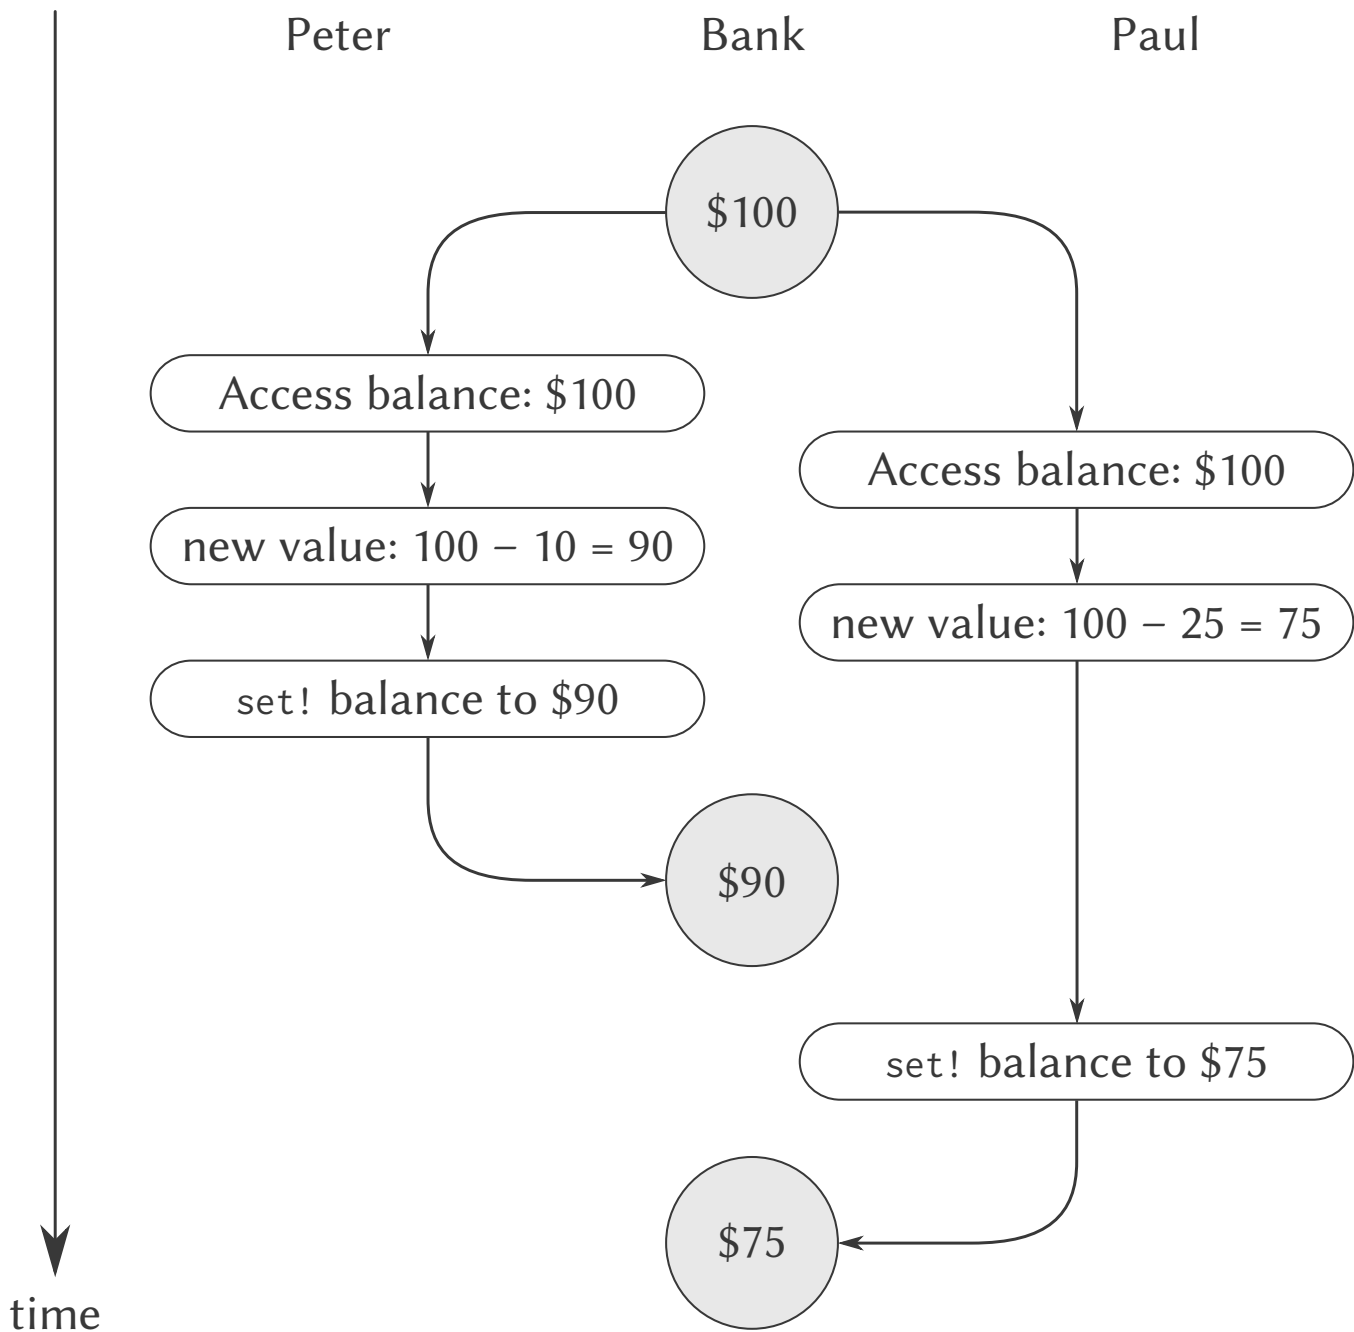 Peter Bank Paul
$100
Access balance: $100
Access balance: $100
new value: 100 – 10 = 90
new value: 100 – 25 = 75
set! balance to $90
$90
set! balance to $75
$75
time